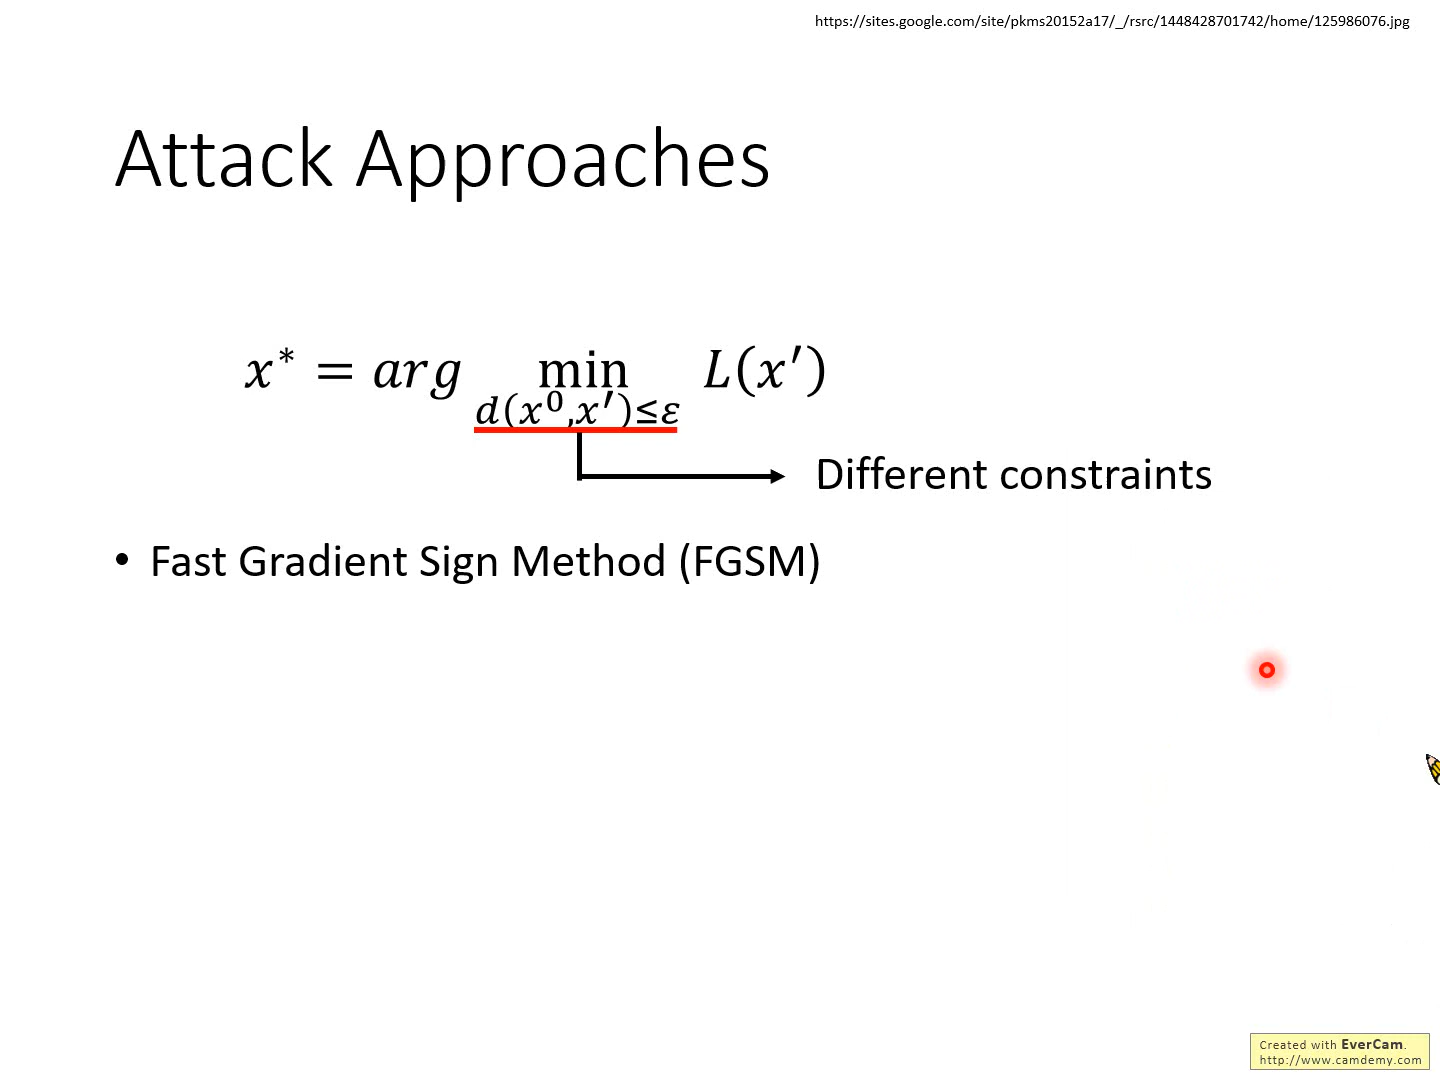 https://sites.google.com/site/pkms20152a17/_/rsrc/1448428701742/home/125986076.jpg
Attack Approaches
x* = arg min L(x′)
d(x⁰,x′)≤ε
Different constraints
• Fast Gradient Sign Method (FGSM)
Created with EverCam.
http://www.camdemy.com